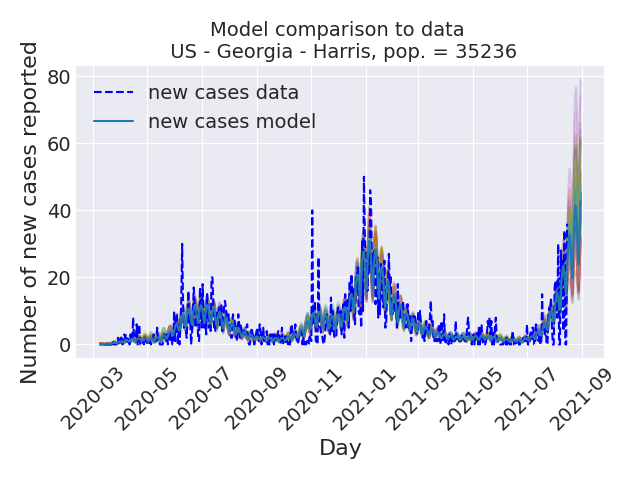 Model comparison to data
US - Georgia - Harris, pop. = 35236
Number of new cases reported
80
60
40
20
0
new cases data
new cases model
2020-03
2020-05
2020-07
2020-09
2020-11
2021-01
2021-03
2021-05
2021-07
2021-09
Day